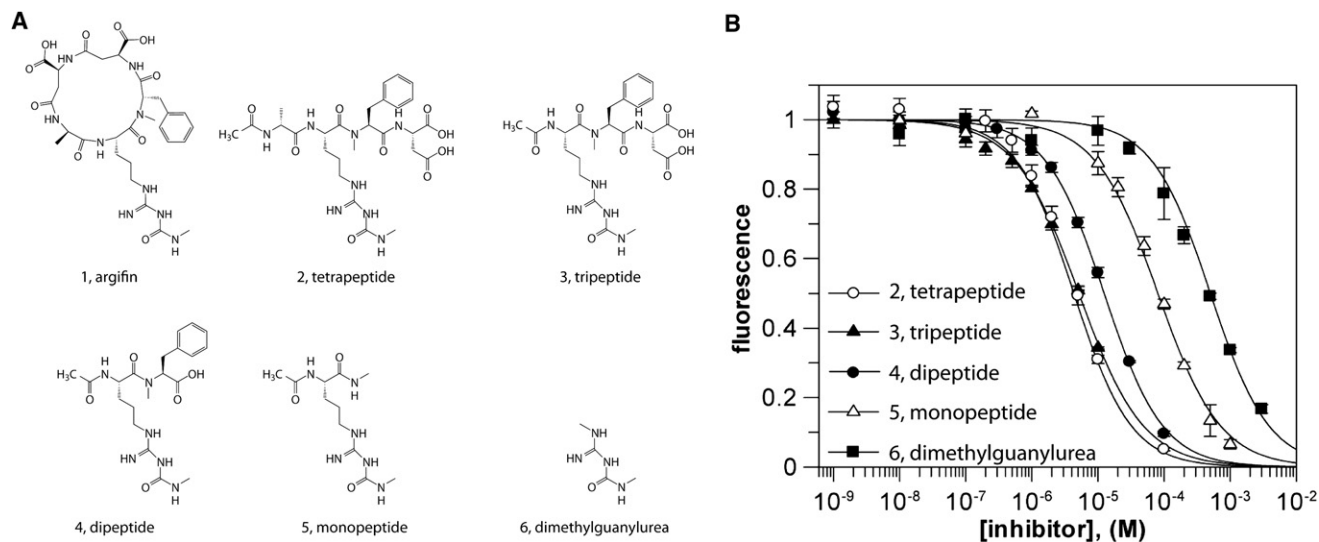 A
OH
O
O
OH
HN
O
O
NH
O
O
HN
N
O
O
HN
NH
HN
N
H
O
N
H
1, argifin
O
H
N
O
H
N
O
OH
H3C
N
H
O
N
O
OH
O
NH
HN
NH
O
N
H
2, tetrapeptide
O
H
N
O
H
N
O
OH
H3C
N
O
OH
O
NH
HN
NH
O
N
H
3, tripeptide
H3C
H
N
O
O
N
OH
O
NH
HN
NH
O
N
H
4, dipeptide
H3C
H
N
O
O
H
N
NH
HN
NH
O
N
H
5, monopeptide
NH
HN
NH
O
N
H
6, dimethylguanylurea
B
fluorescence
1
0.8
0.6
0.4
0.2
0
2, tetrapeptide
3, tripeptide
4, dipeptide
5, monopeptide
6, dimethylguanylurea
10-9 10-8 10-7 10-6 10-5 10-4 10-3 10-2
[inhibitor], (M)